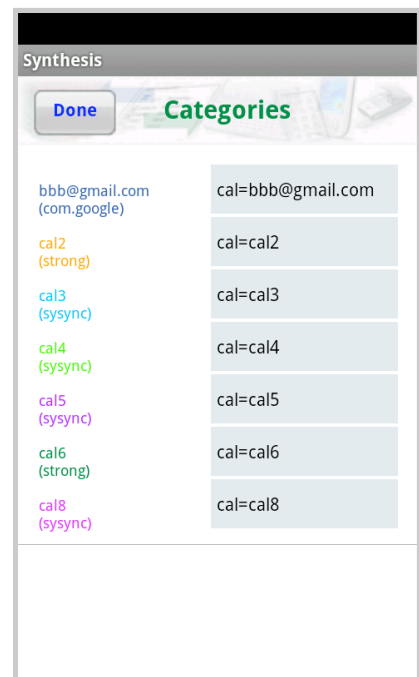 Synthesis
Done
Categories
bbb@gmail.com
(com.google)
cal=bbb@gmail.com
cal2
(strong)
cal=cal2
cal3
(sysync)
cal=cal3
cal4
(sysync)
cal=cal4
cal5
(sysync)
cal=cal5
cal6
(strong)
cal=cal6
cal8
(sysync)
cal=cal8